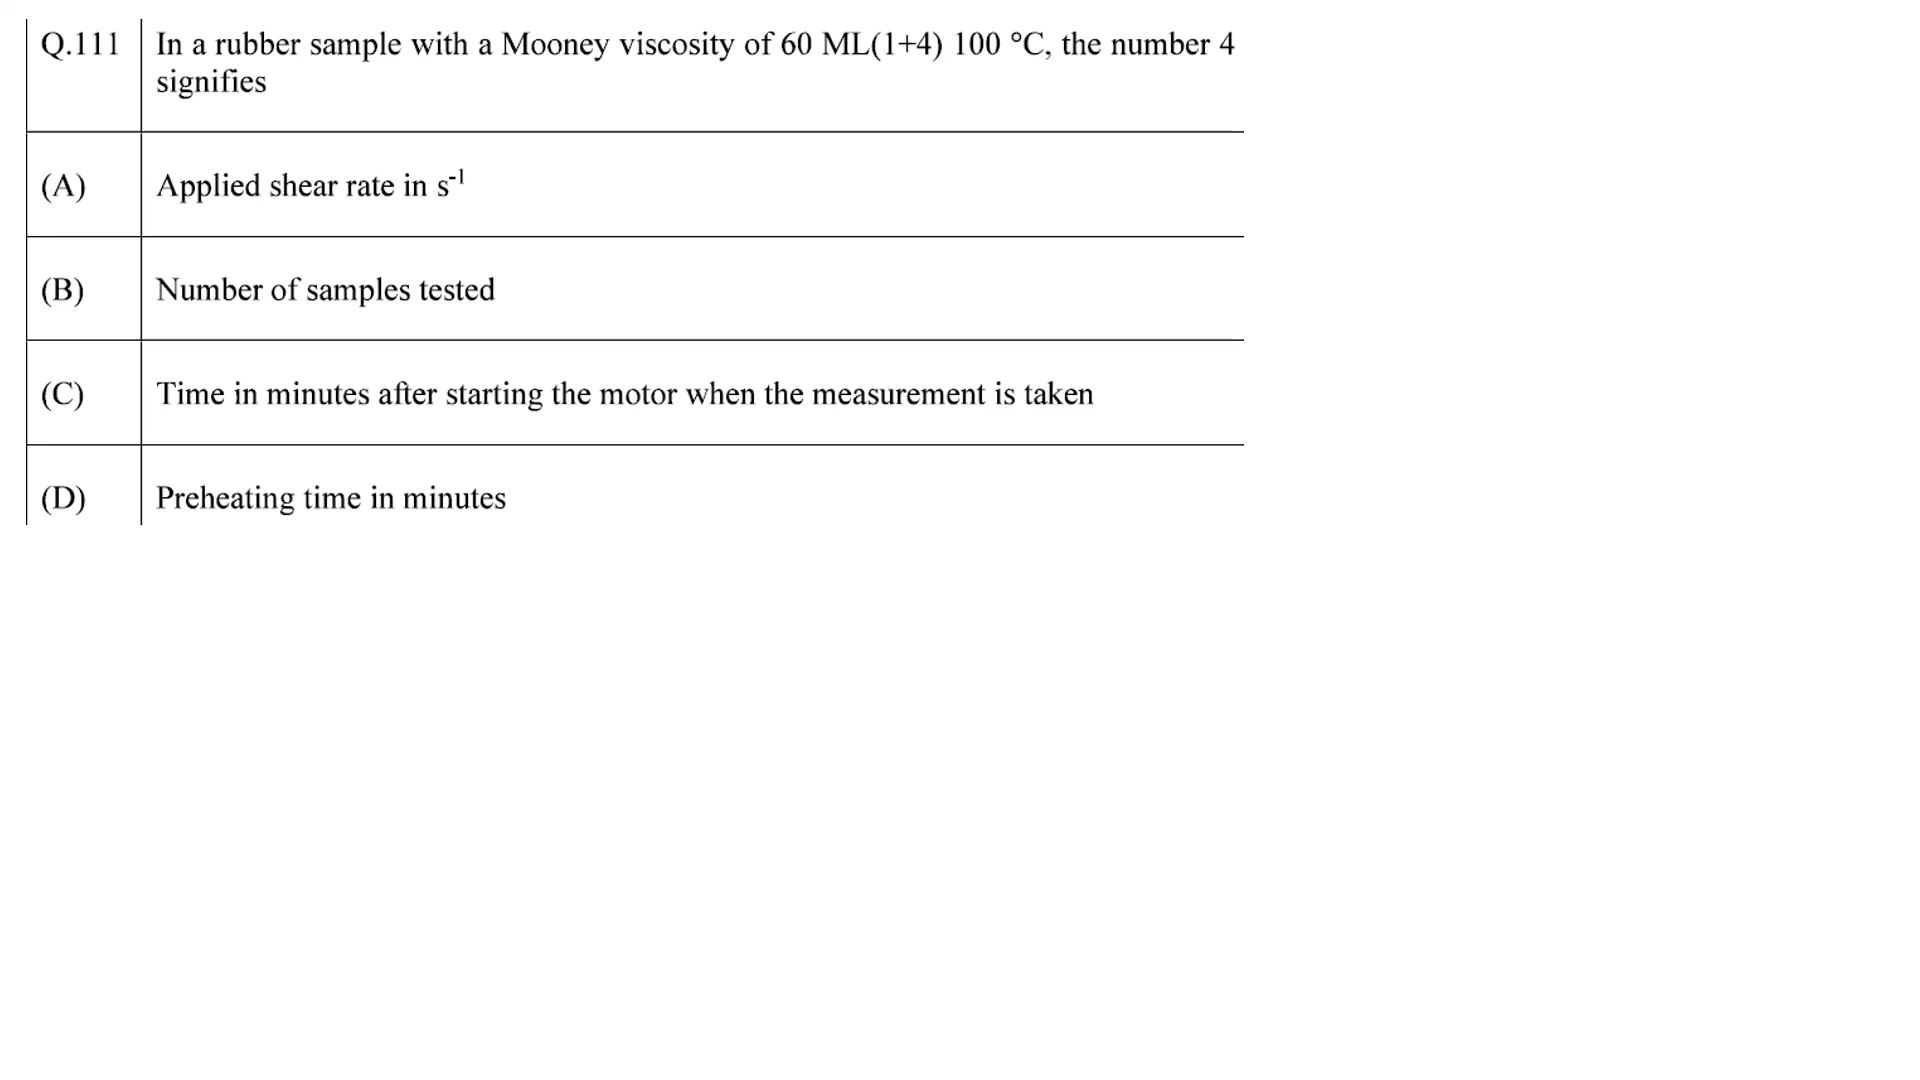 Q.111 In a rubber sample with a Mooney viscosity of 60 ML(1+4) 100 °C, the number 4
signifies
(A) Applied shear rate in s⁻¹
(B) Number of samples tested
(C) Time in minutes after starting the motor when the measurement is taken
(D) Preheating time in minutes